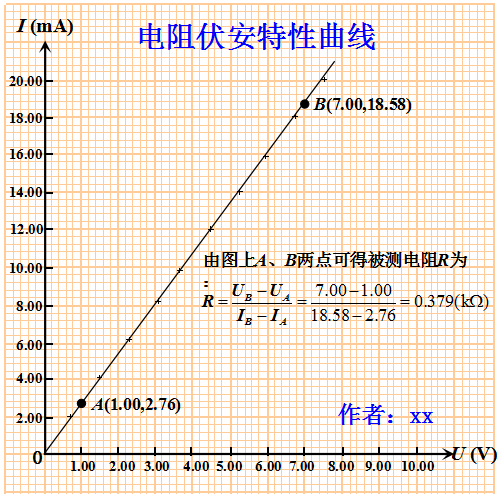 I (mA)
电阻伏安特性曲线
20.00
B(7.00,18.58)
18.00
16.00
14.00
12.00
由图上A、B两点可得被测电阻R为
:
10.00
R = \frac{U_B - U_A}{I_B - I_A} = \frac{7.00-1.00}{18.58-2.76} = 0.379(kΩ)
8.00
6.00
4.00
A(1.00,2.76)
2.00
作者：xx
0
U (V)
1.00 2.00 3.00 4.00 5.00 6.00 7.00 8.00 9.00 10.00